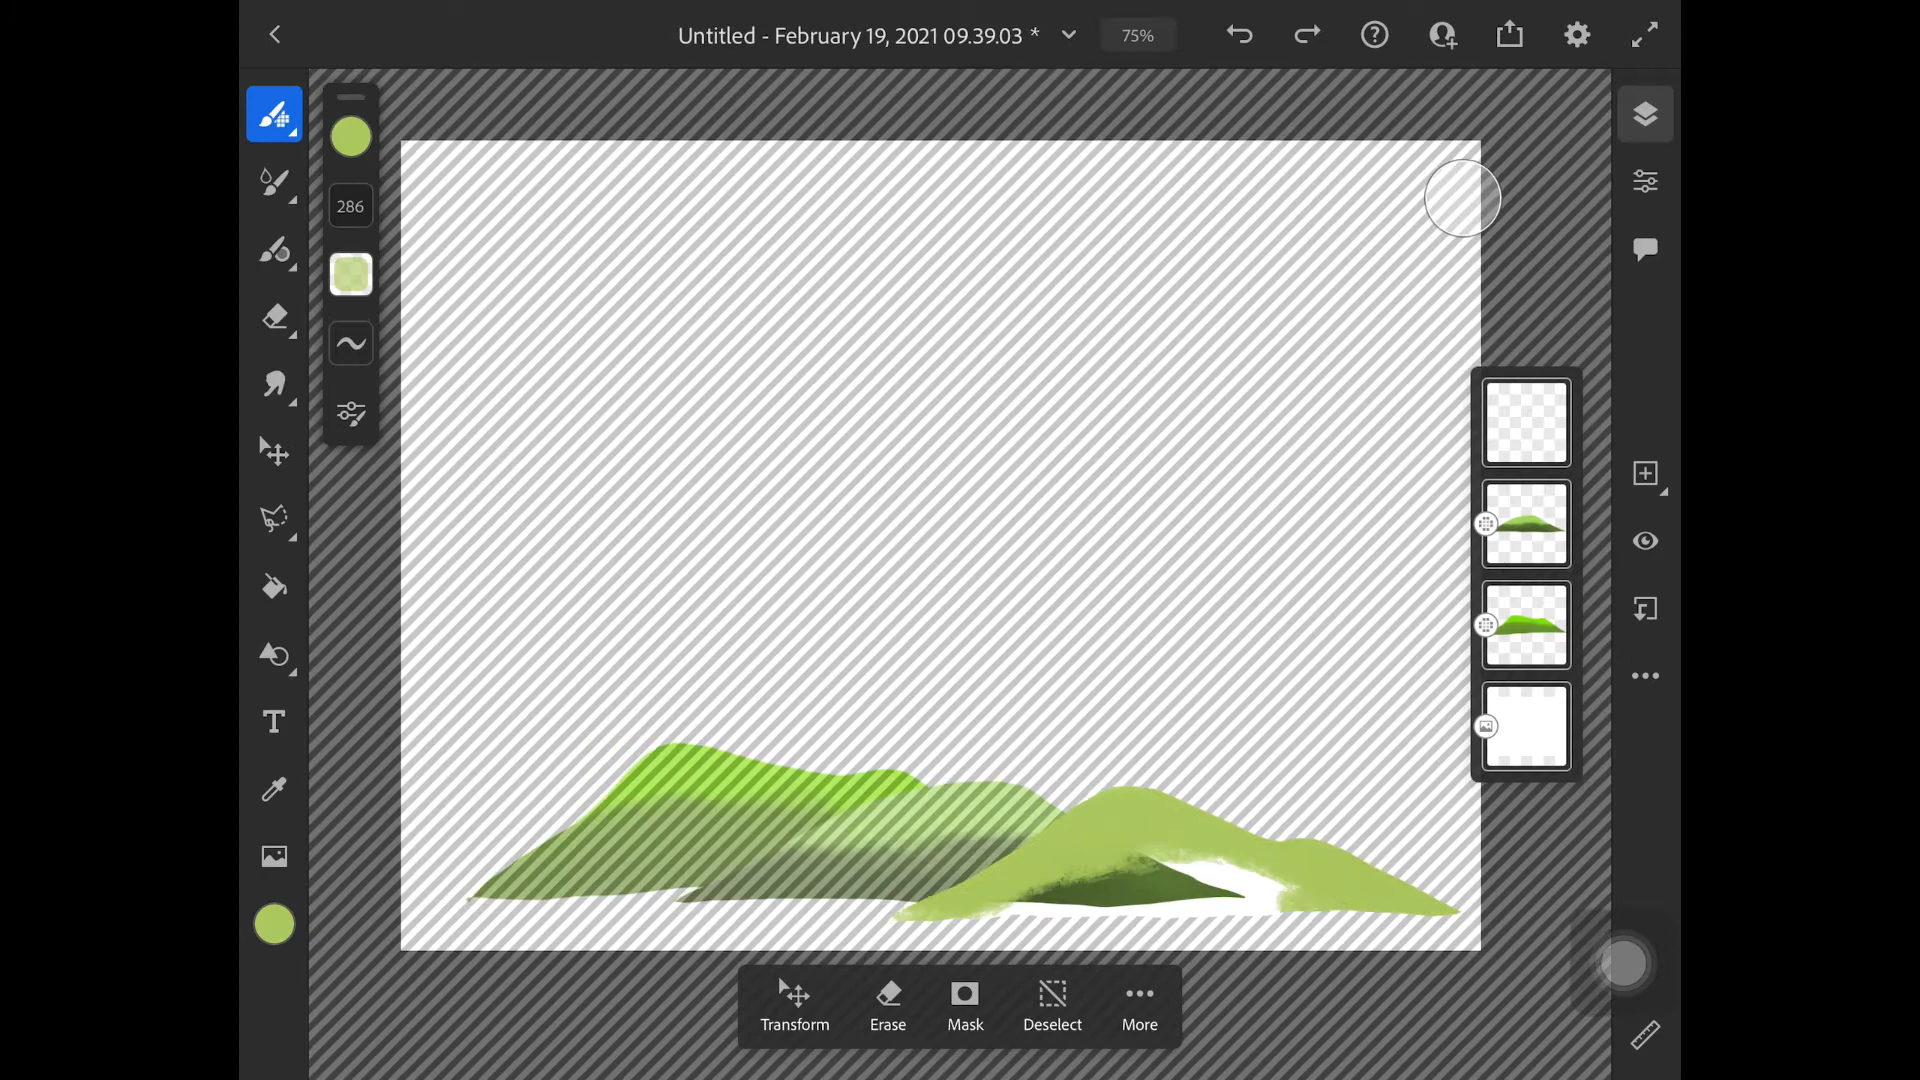 Untitled - February 19, 2021 09.39.03 *
75%
286
Transform
Erase
Mask
Deselect
More